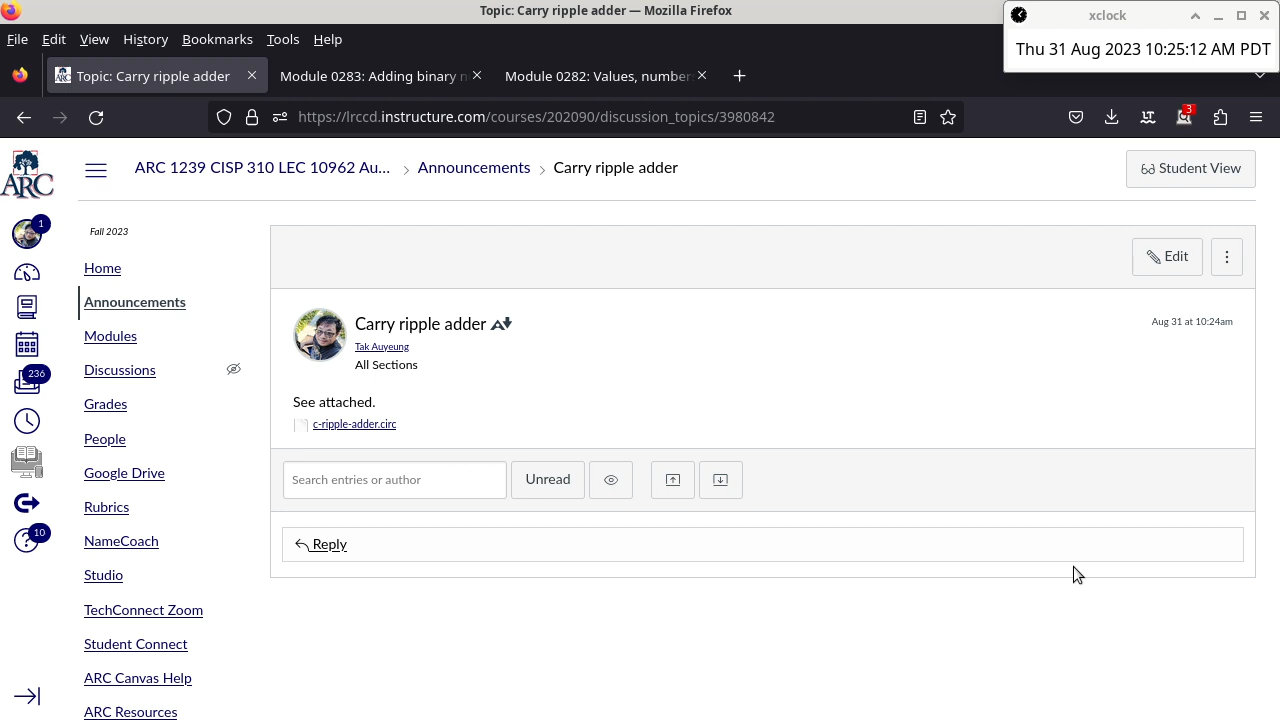 Topic: Carry ripple adder — Mozilla Firefox
xclock
Thu 31 Aug 2023 10:25:12 AM PDT
File Edit View History Bookmarks Tools Help
Topic: Carry ripple adder
Module 0283: Adding binary n
Module 0282: Values, number
https://lrccd.instructure.com/courses/202090/discussion_topics/3980842
3
ARC
ARC 1239 CISP 310 LEC 10962 Au... › Announcements › Carry ripple adder
Student View
1
236
10
Fall 2023
Home
Announcements
Modules
Discussions
Grades
People
Google Drive
Rubrics
NameCoach
Studio
TechConnect Zoom
Student Connect
ARC Canvas Help
ARC Resources
Edit
Carry ripple adder
Aug 31 at 10:24am
Tak Auyeung
All Sections
See attached.
c-ripple-adder.circ
Search entries or author
Unread
Reply